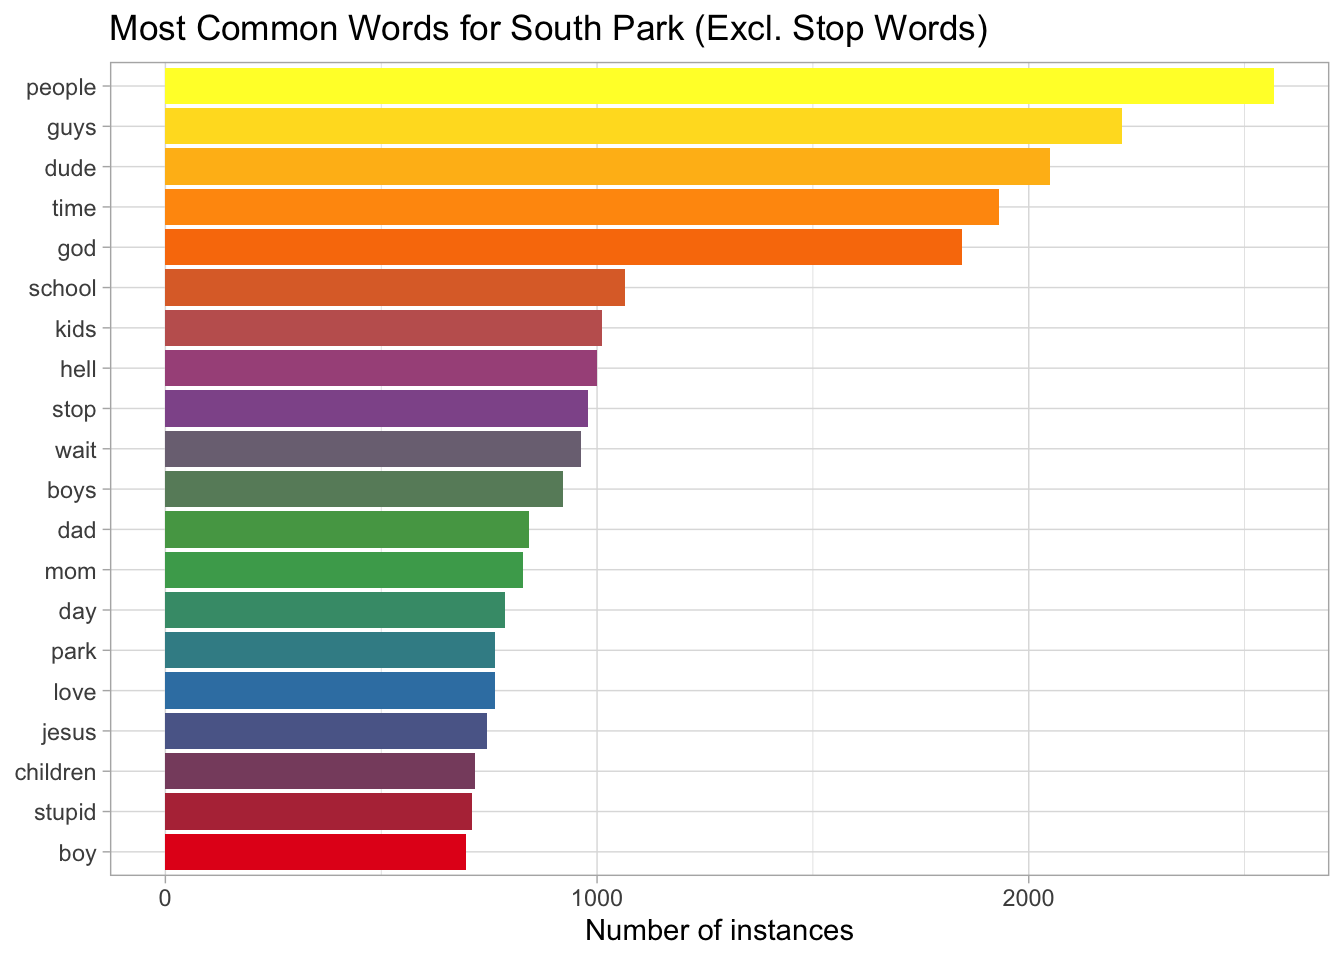 Most Common Words for South Park (Excl. Stop Words)
people
guys
dude
time
god
school
kids
hell
stop
wait
boys
dad
mom
day
park
love
jesus
children
stupid
boy
0 1000 2000
Number of instances